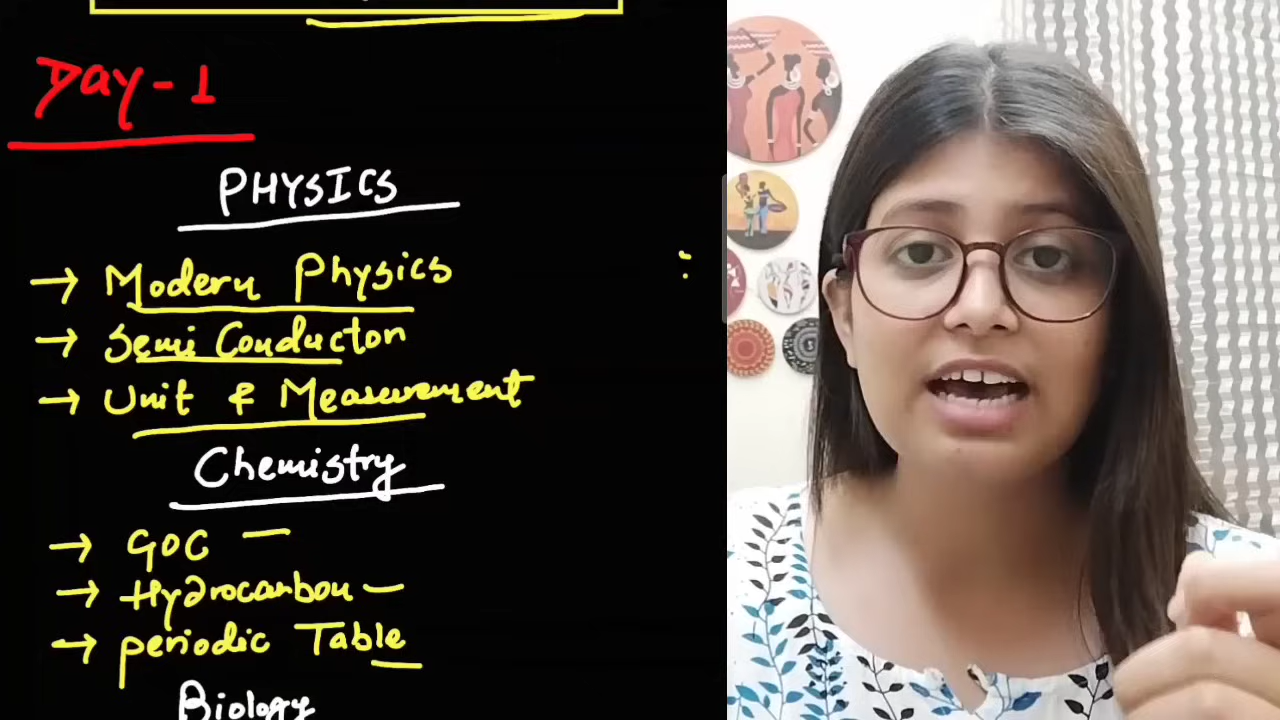 Day-1
PHYSICS
→ Modern Physics
→ Semi Conductor
→ Unit & Measurement
Chemistry
→ GOC -
→ Hydrocarbon -
→ Periodic Table
Biology